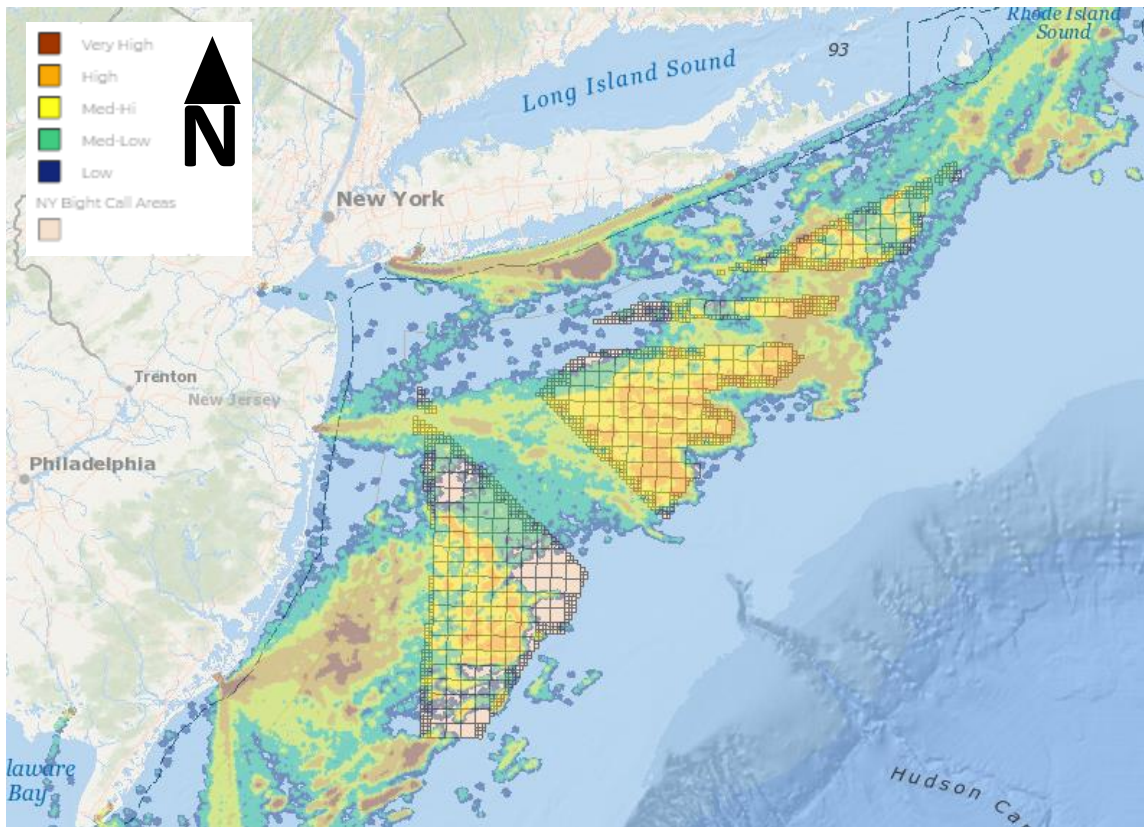 Very High
High
Med-Hi
Med-Low
Low
NY Bight Call Areas
N
Rhode Island
Sound
93
Long Island Sound
New York
Trenton
New Jersey
Philadelphia
laware
Bay
Hudson Ca